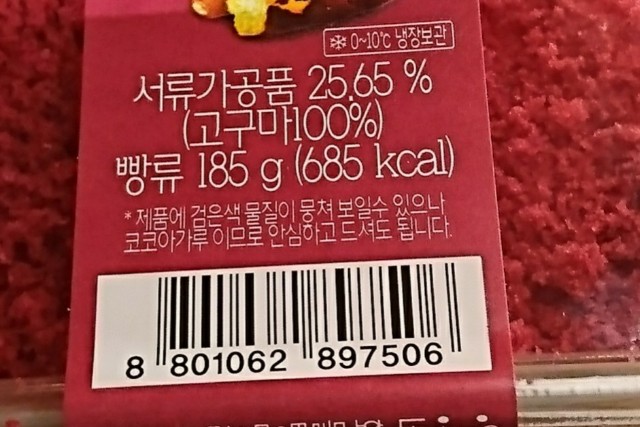 0~10℃ 냉장보관
서류가공품 25.65 %
(고구마100%)
빵류 185 g (685 kcal)
* 제품에 검은색 물질이 뭉쳐 보일수 있으나
코코아가루 이므로 안심하고 드셔도 됩니다.
8 801062 897506